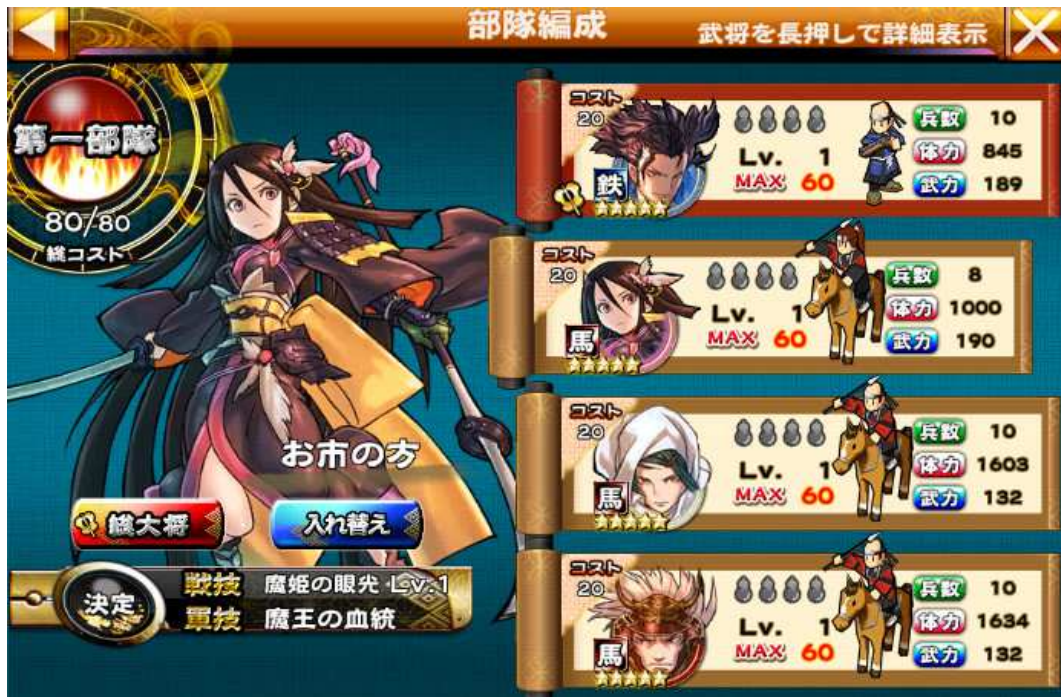 部隊編成
武将を長押しで詳細表示
第一部隊
80/80
総コスト
お市の方
総大将
入れ替え
決定
戦技 魔姫の眼光 Lv.1
軍技 魔王の血統
コスト
20
鉄
Lv. 1
MAX 60
兵数 10
体力 845
武力 189
コスト
20
馬
Lv. 1
MAX 60
兵数 8
体力 1000
武力 190
コスト
20
馬
Lv. 1
MAX 60
兵数 10
体力 1603
武力 132
コスト
20
馬
Lv. 1
MAX 60
兵数 10
体力 1634
武力 132